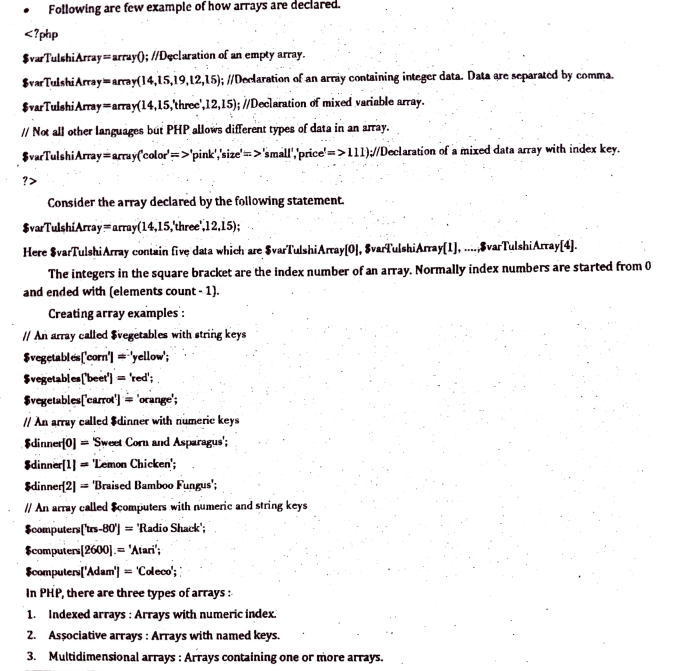 • Following are few example of how arrays are declared.
<?php
$varTulshiArray=array(); //Declaration of an empty array.
$varTulshiArray=array(14,15,19,12,15); //Declaration of an array containing integer data. Data are separated by comma.
$varTulshiArray=array(14,15,'three',12,15); //Declaration of mixed variable array.
// Not all other languages but PHP allows different types of data in an array.
$varTulshiArray=array('color'=>'pink','size'=>'small','price'=>111);//Declaration of a mixed data array with index key.
?>
Consider the array declared by the following statement.
$varTulshiArray=array(14,15,'three',12,15);
Here $varTulshiArray contain five data which are $varTulshiArray[0], $varTulshiArray[1], ....,$varTulshiArray[4].
The integers in the square bracket are the index number of an array. Normally index numbers are started from 0
and ended with (elements count - 1).
Creating array examples :
// An array called $vegetables with string keys
$vegetables['corn'] = 'yellow';
$vegetables['beet'] = 'red';
$vegetables['carrot'] = 'orange';
// An array called $dinner with numeric keys
$dinner[0] = 'Sweet Corn and Asparagus';
$dinner[1] = 'Lemon Chicken';
$dinner[2] = 'Braised Bamboo Fungus';
// An array called $computers with numeric and string keys
$computers['trs-80'] = 'Radio Shack';
$computers[2600] = 'Atari';
$computers['Adam'] = 'Coleco';
In PHP, there are three types of arrays :
1. Indexed arrays : Arrays with numeric index.
2. Associative arrays : Arrays with named keys.
3. Multidimensional arrays : Arrays containing one or more arrays.